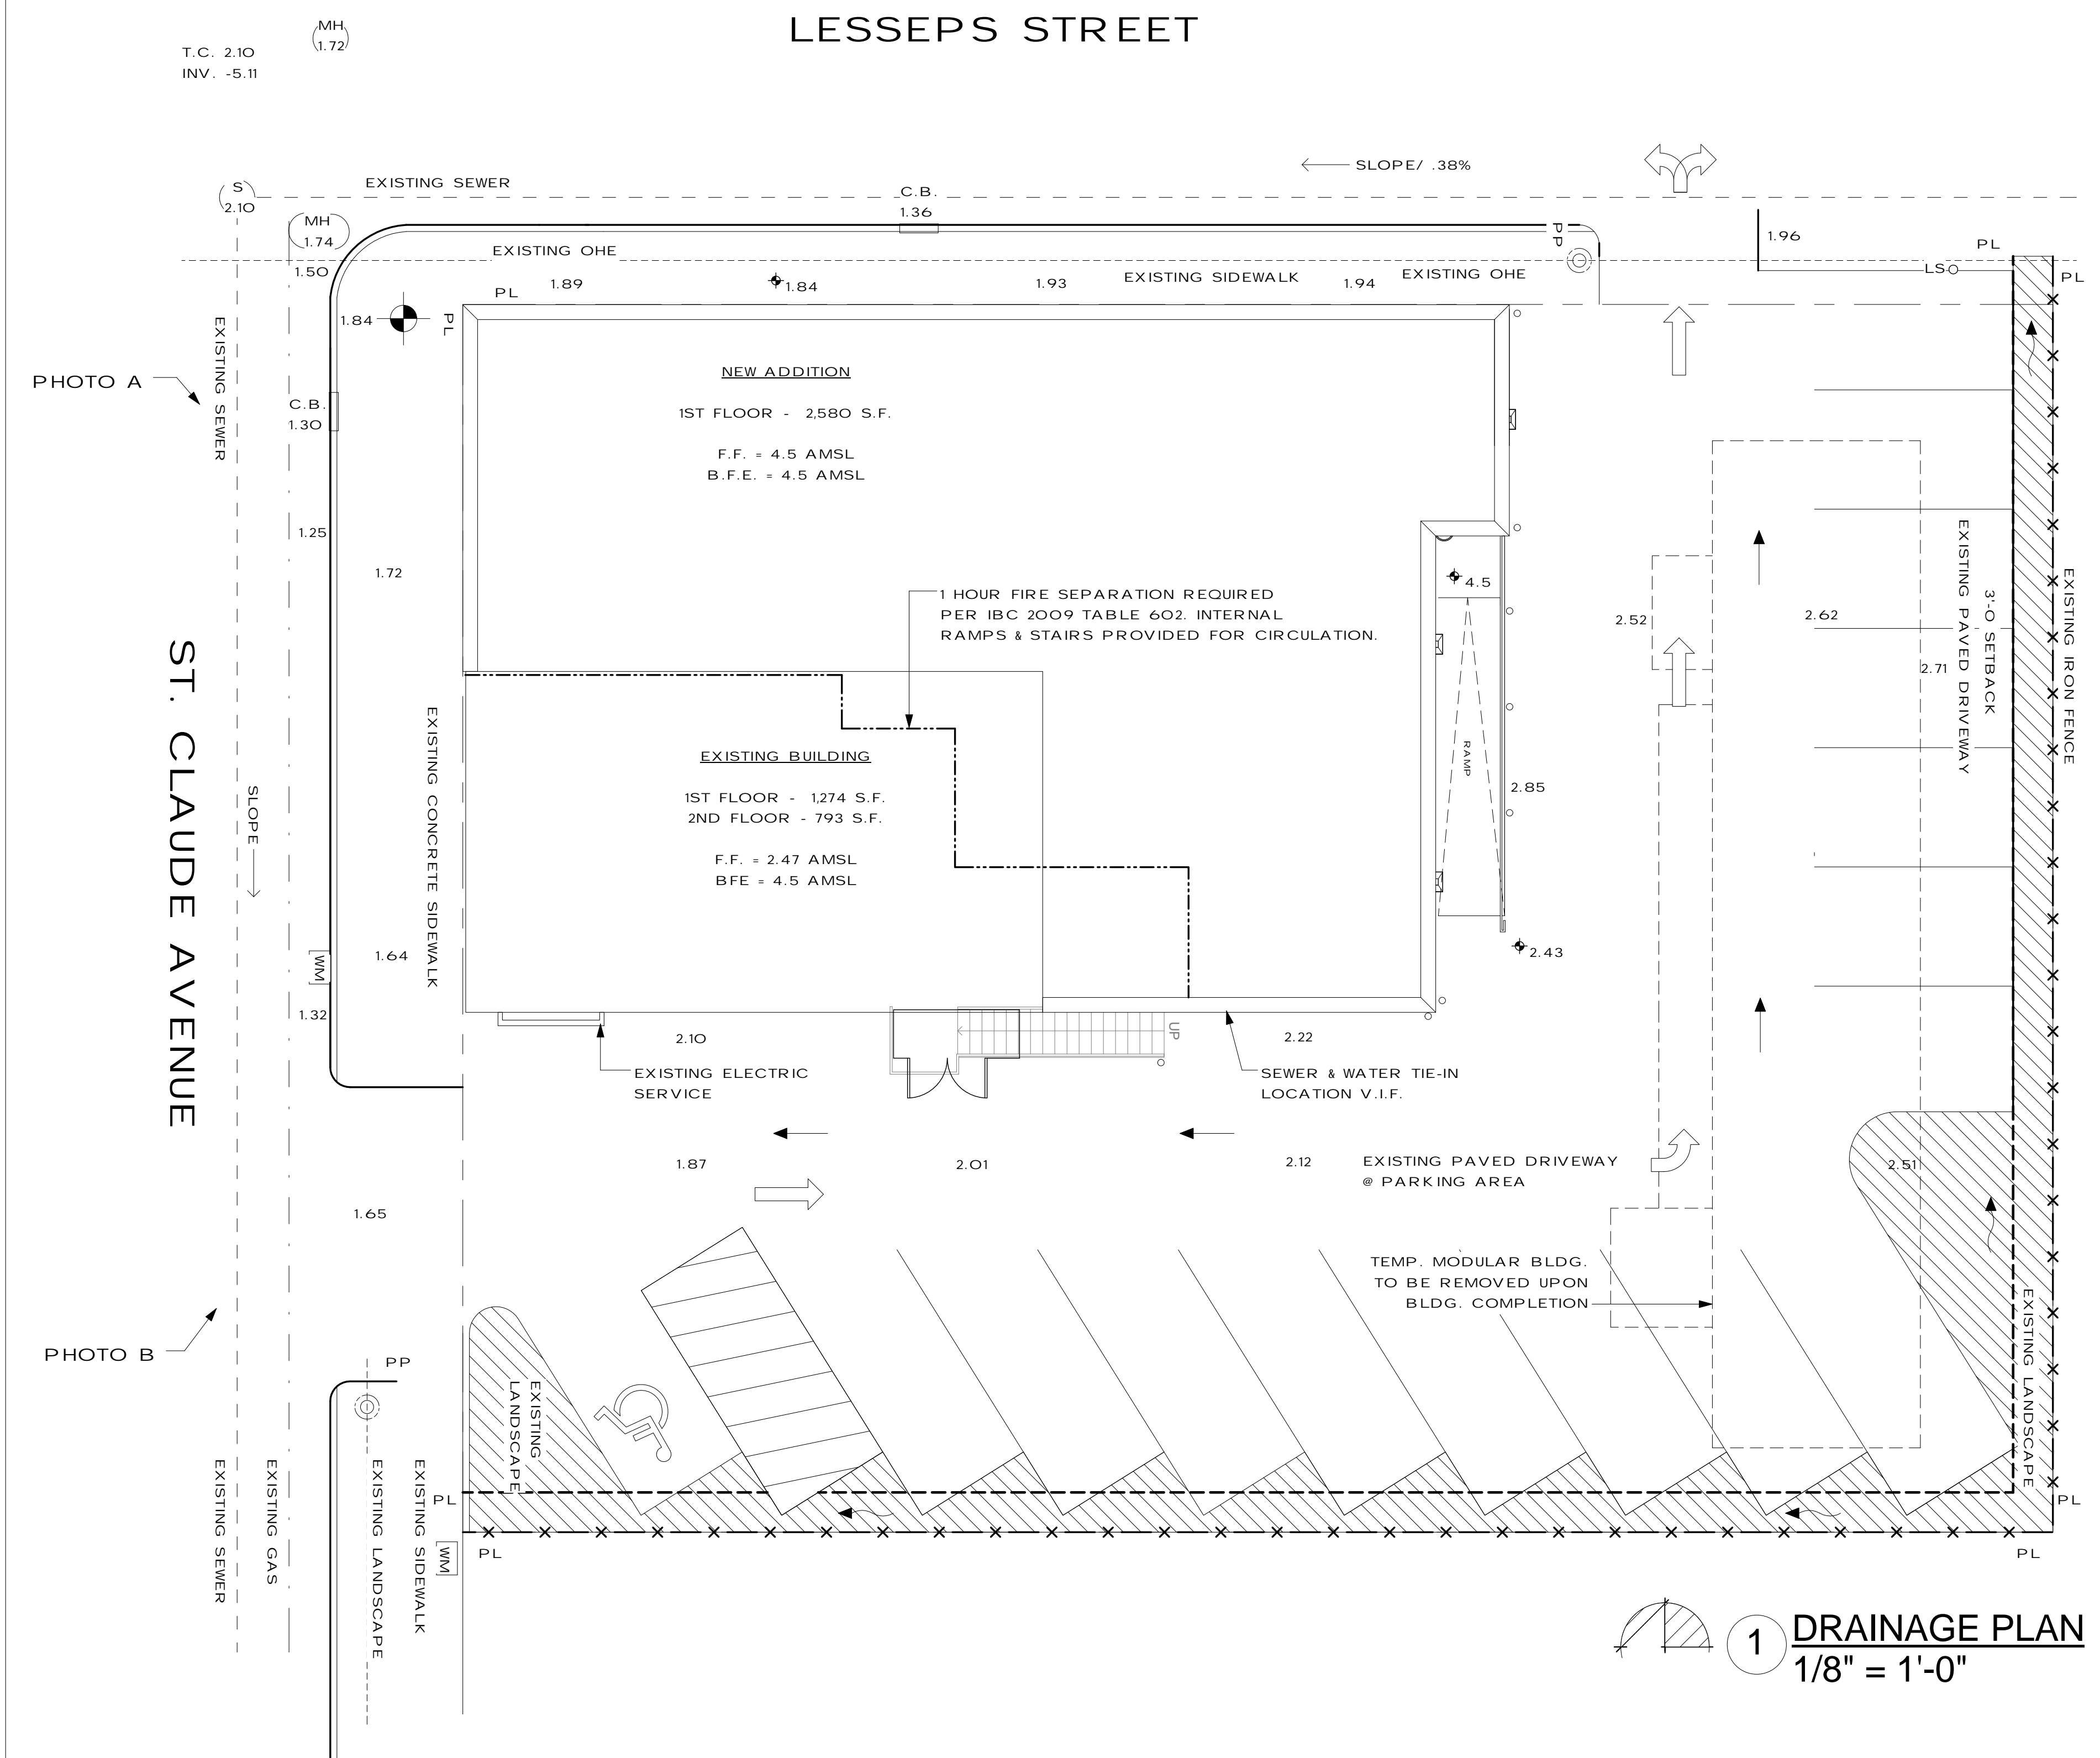 LESSEPS STREET
MH
1.72
T.C. 2.10
INV. -5.11
SLOPE/ .38%
EXISTING SEWER
S
2.10
C.B.
1.36
MH
1.74
1.50
EXISTING OHE
PP
1.96
PL
LS
PL
1.89
1.84
1.93
EXISTING SIDEWALK
1.94
EXISTING OHE
PL
PL
1.84
EXISTING SEWER
PHOTO A
C.B.
1.30
NEW ADDITION
1ST FLOOR - 2,580 S.F.
F.F. = 4.5 AMSL
B.F.E. = 4.5 AMSL
1.25
1.72
1 HOUR FIRE SEPARATION REQUIRED
PER IBC 2009 TABLE 602. INTERNAL
RAMPS & STAIRS PROVIDED FOR CIRCULATION.
4.5
2.52
2.62
2.71
EXISTING PAVED DRIVEWAY
3'-0 SETBACK
EXISTING IRON FENCE
ST. CLAUDE AVENUE
SLOPE
EXISTING CONCRETE SIDEWALK
EXISTING BUILDING
1ST FLOOR - 1,274 S.F.
2ND FLOOR - 793 S.F.
F.F. = 2.47 AMSL
BFE = 4.5 AMSL
RAMP
2.85
2.43
WM
1.64
1.32
2.10
UP
2.22
EXISTING ELECTRIC
SERVICE
SEWER & WATER TIE-IN
LOCATION V.I.F.
1.87
2.01
2.12
EXISTING PAVED DRIVEWAY
@ PARKING AREA
2.51
1.65
TEMP. MODULAR BLDG.
TO BE REMOVED UPON
BLDG. COMPLETION
PHOTO B
PP
EXISTING
LANDSCAPE
EXISTING LANDSCAPE
EXISTING SEWER
EXISTING GAS
EXISTING LANDSCAPE
EXISTING SIDEWALK
PL
WM
PL
PL
PL
1
DRAINAGE PLAN
1/8" = 1'-0"